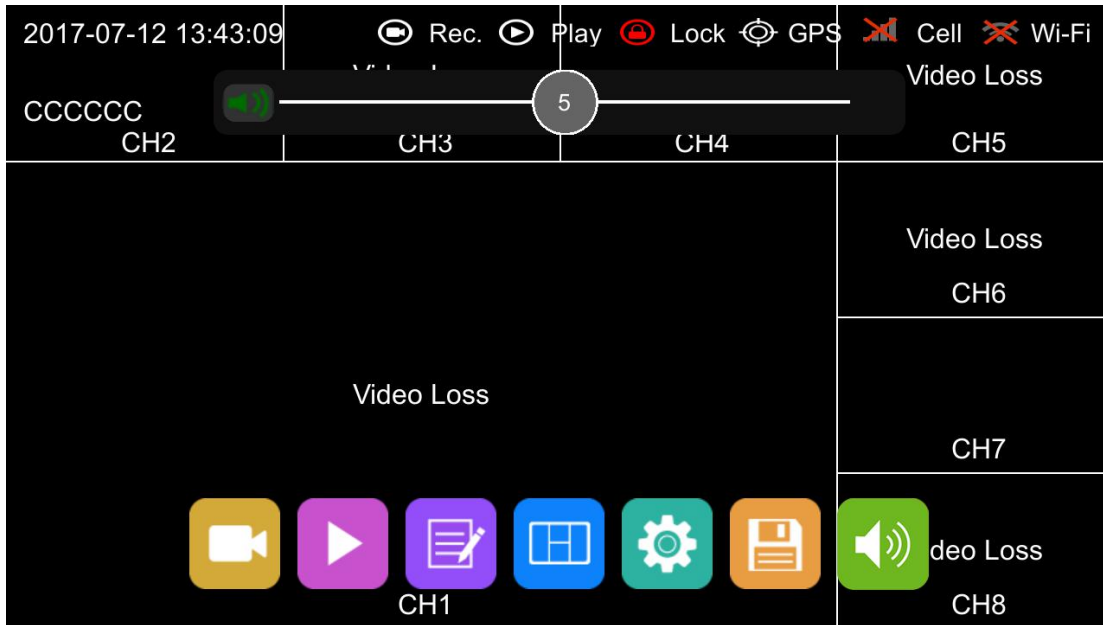 2017-07-12 13:43:09 Rec. Play Lock GPS Cell Wi-Fi
Video Loss
CCCCCC
5
CH2 CH3 CH4 CH5
Video Loss
CH6
Video Loss
CH7
deo Loss
CH1 CH8